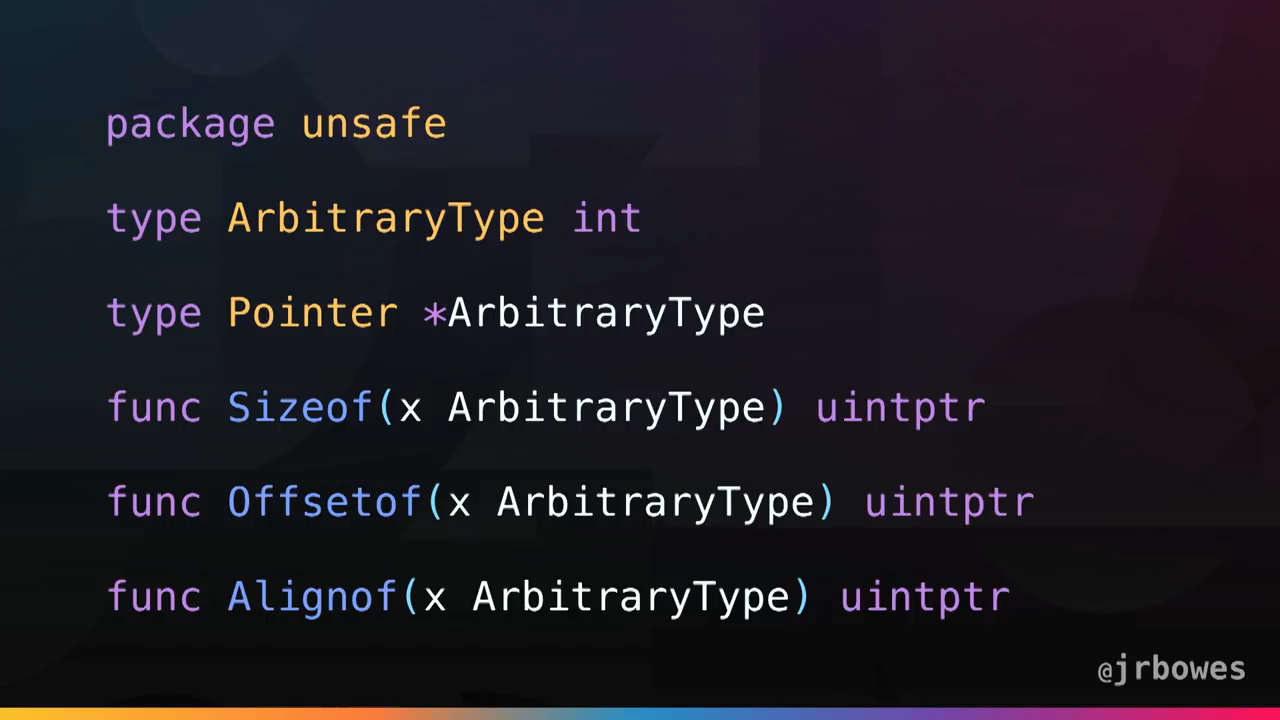 package unsafe
type ArbitraryType int
type Pointer *ArbitraryType
func Sizeof(x ArbitraryType) uintptr
func Offsetof(x ArbitraryType) uintptr
func Alignof(x ArbitraryType) uintptr
@jrbowes